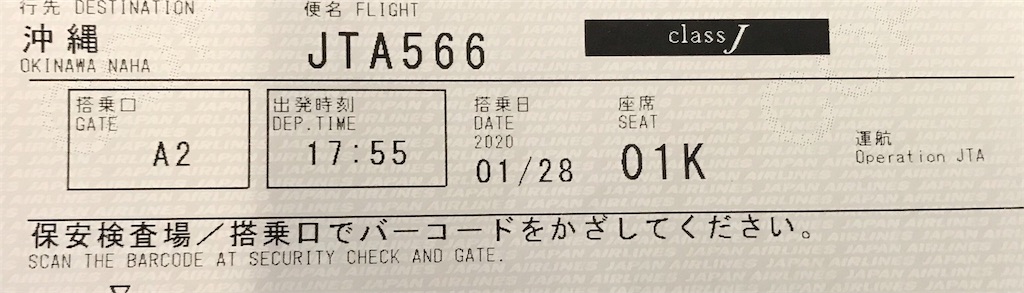 行先 DESTINATION
便名 FLIGHT
沖縄
OKINAWA NAHA
JTA566
class J
搭乗口
GATE
A2
出発時刻
DEP.TIME
17:55
搭乗日
DATE
2020
01/28
座席
SEAT
01K
運航
Operation JTA
保安検査場/搭乗口でバーコードをかざしてください。
SCAN THE BARCODE AT SECURITY CHECK AND GATE.